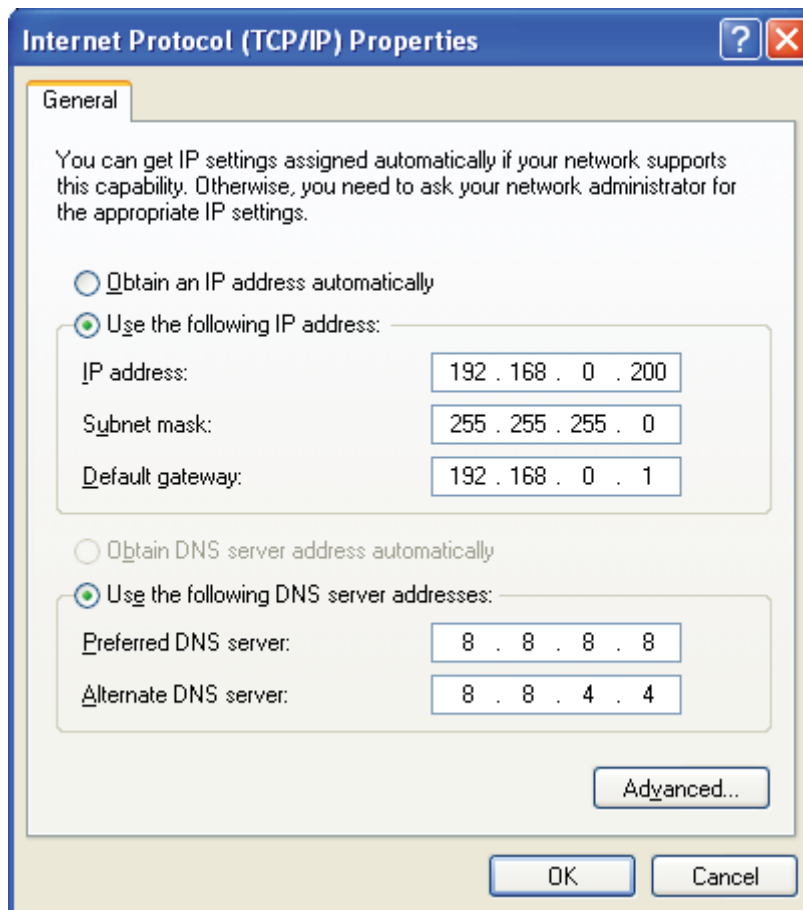 Internet Protocol (TCP/IP) Properties
General
You can get IP settings assigned automatically if your network supports
this capability. Otherwise, you need to ask your network administrator for
the appropriate IP settings.
Obtain an IP address automatically
Use the following IP address:
IP address: 192 . 168 . 0 . 200
Subnet mask: 255 . 255 . 255 . 0
Default gateway: 192 . 168 . 0 . 1
Obtain DNS server address automatically
Use the following DNS server addresses:
Preferred DNS server: 8 . 8 . 8 . 8
Alternate DNS server: 8 . 8 . 4 . 4
Advanced...
OK Cancel